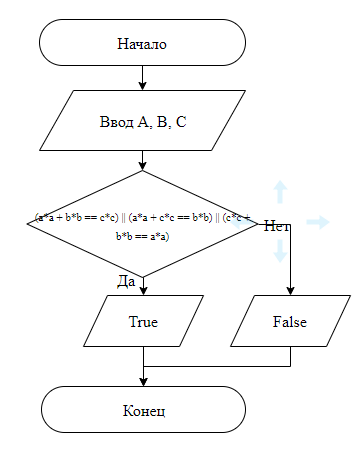 Начало
Ввод A, B, C
(a*a + b*b == c*c) || (a*a + c*c == b*b) || (c*c +
b*b == a*a)
Нет
Да
True
False
Конец